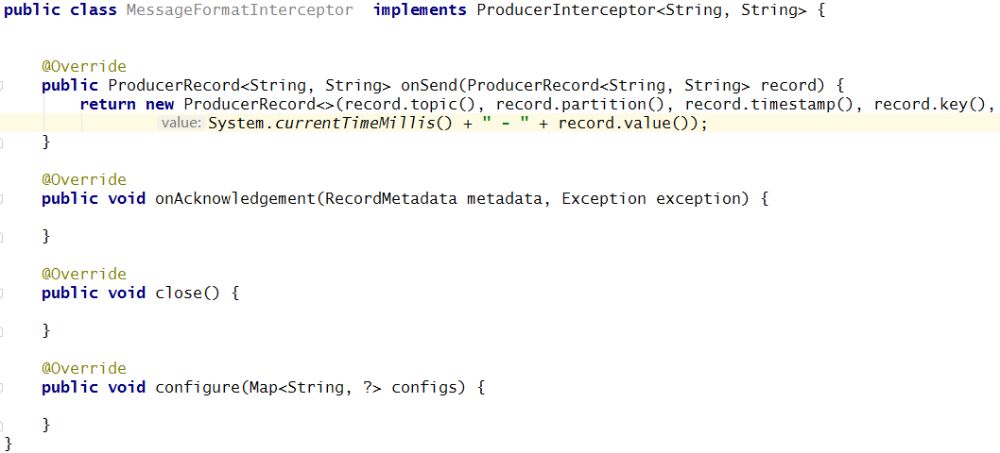 public class MessageFormatInterceptor  implements ProducerInterceptor<String, String> {
@Override
public ProducerRecord<String, String> onSend(ProducerRecord<String, String> record) {
return new ProducerRecord<>(record.topic(), record.partition(), record.timestamp(), record.key(),
value: System.currentTimeMillis() + " - " + record.value());
}
@Override
public void onAcknowledgement(RecordMetadata metadata, Exception exception) {
}
@Override
public void close() {
}
@Override
public void configure(Map<String, ?> configs) {
}
}